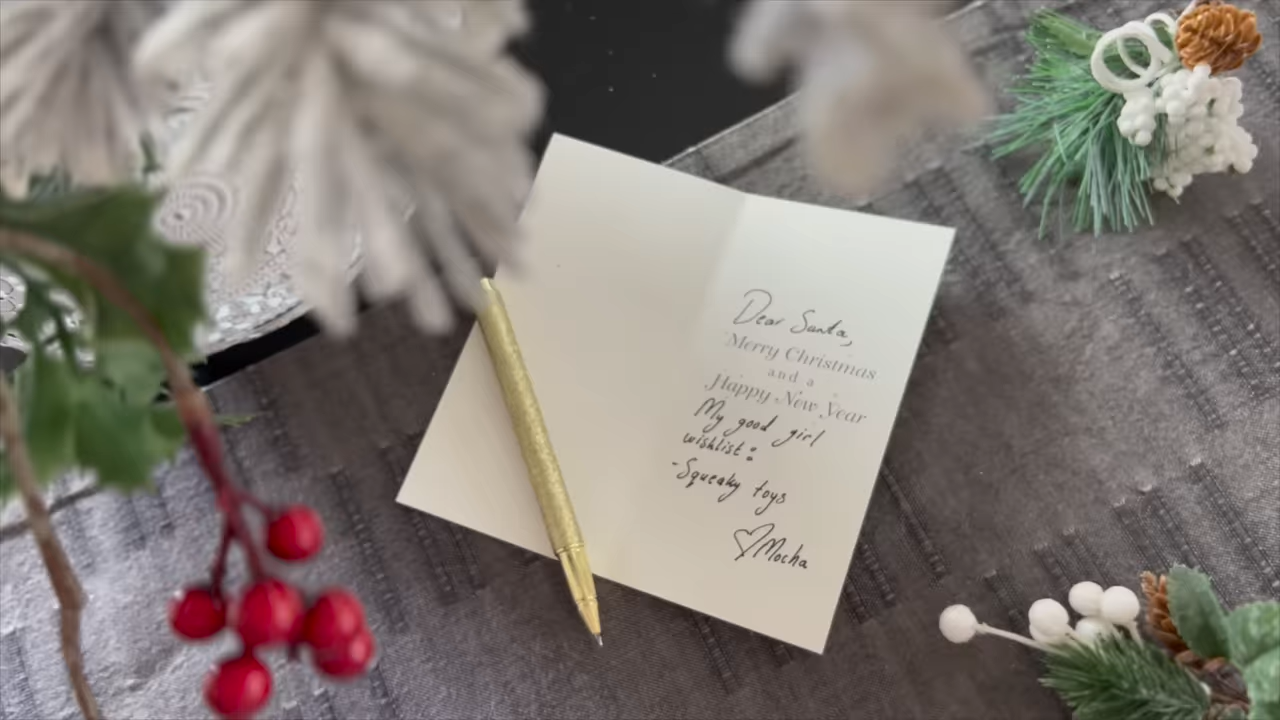 Dear Santa,
Merry Christmas
and a
Happy New Year
My good girl
wishlist:
-Squeaky toys
♡Mocha